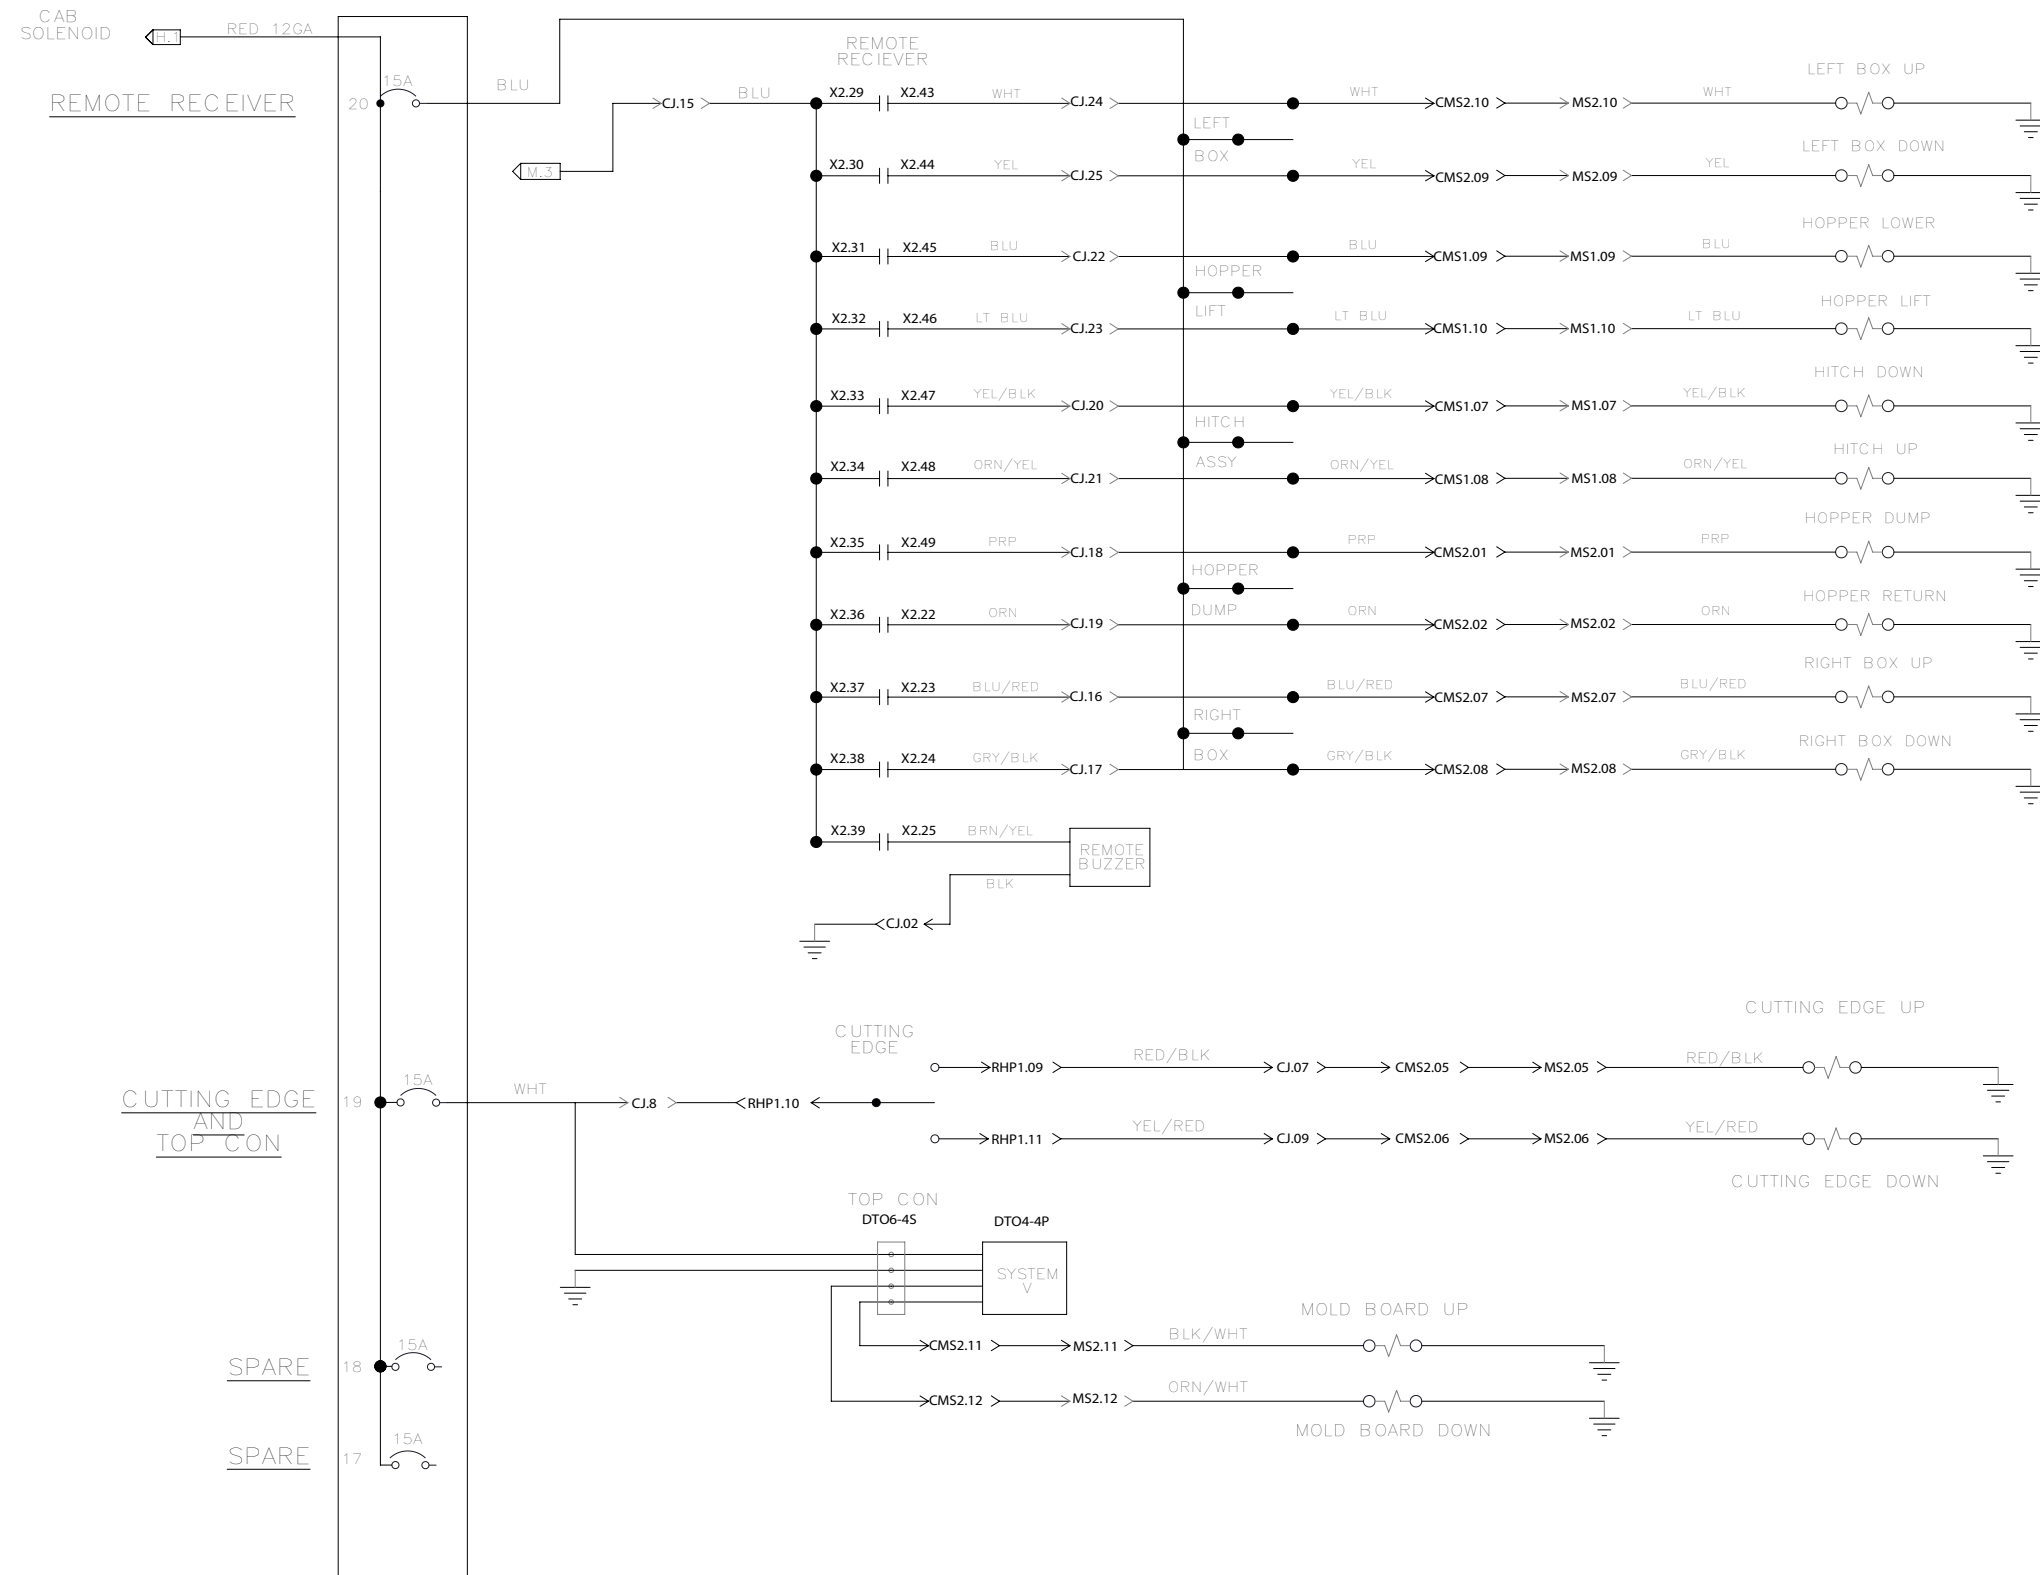 CAB
SOLENOID
H.1
RED 12GA
REMOTE
RECIEVER
LEFT BOX UP
REMOTE RECEIVER
20
15A
BLU
CJ.15
BLU
X2.29
X2.43
WHT
CJ.24
WHT
CMS2.10
MS2.10
WHT
LEFT
BOX
LEFT BOX DOWN
M.3
X2.30
X2.44
YEL
CJ.25
YEL
CMS2.09
MS2.09
YEL
HOPPER LOWER
X2.31
X2.45
BLU
CJ.22
BLU
CMS1.09
MS1.09
BLU
HOPPER
LIFT
HOPPER LIFT
X2.32
X2.46
LT BLU
CJ.23
LT BLU
CMS1.10
MS1.10
LT BLU
HITCH DOWN
X2.33
X2.47
YEL/BLK
CJ.20
YEL/BLK
CMS1.07
MS1.07
YEL/BLK
HITCH
ASSY
HITCH UP
X2.34
X2.48
ORN/YEL
CJ.21
ORN/YEL
CMS1.08
MS1.08
ORN/YEL
HOPPER DUMP
X2.35
X2.49
PRP
CJ.18
PRP
CMS2.01
MS2.01
PRP
HOPPER
DUMP
HOPPER RETURN
X2.36
X2.22
ORN
CJ.19
ORN
CMS2.02
MS2.02
ORN
RIGHT BOX UP
X2.37
X2.23
BLU/RED
CJ.16
BLU/RED
CMS2.07
MS2.07
BLU/RED
RIGHT
BOX
RIGHT BOX DOWN
X2.38
X2.24
GRY/BLK
CJ.17
GRY/BLK
CMS2.08
MS2.08
GRY/BLK
X2.39
X2.25
BRN/YEL
REMOTE
BUZZER
BLK
CJ.02
CUTTING EDGE UP
CUTTING
EDGE
RHP1.09
RED/BLK
CJ.07
CMS2.05
MS2.05
RED/BLK
CUTTING EDGE
AND
TOP CON
19
15A
WHT
CJ.8
RHP1.10
RHP1.11
YEL/RED
CJ.09
CMS2.06
MS2.06
YEL/RED
CUTTING EDGE DOWN
TOP CON
DTO6-4S
DTO4-4P
SYSTEM
V
MOLD BOARD UP
CMS2.11
MS2.11
BLK/WHT
SPARE
18
15A
CMS2.12
MS2.12
ORN/WHT
MOLD BOARD DOWN
SPARE
17
15A